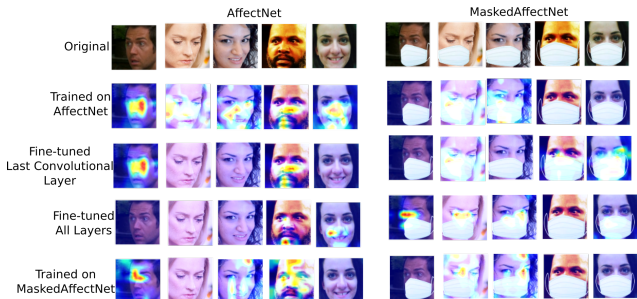 AffectNet
MaskedAffectNet
Original
Trained on
AffectNet
Fine-tuned
Last Convolutional
Layer
Fine-tuned
All Layers
Trained on
MaskedAffectNet